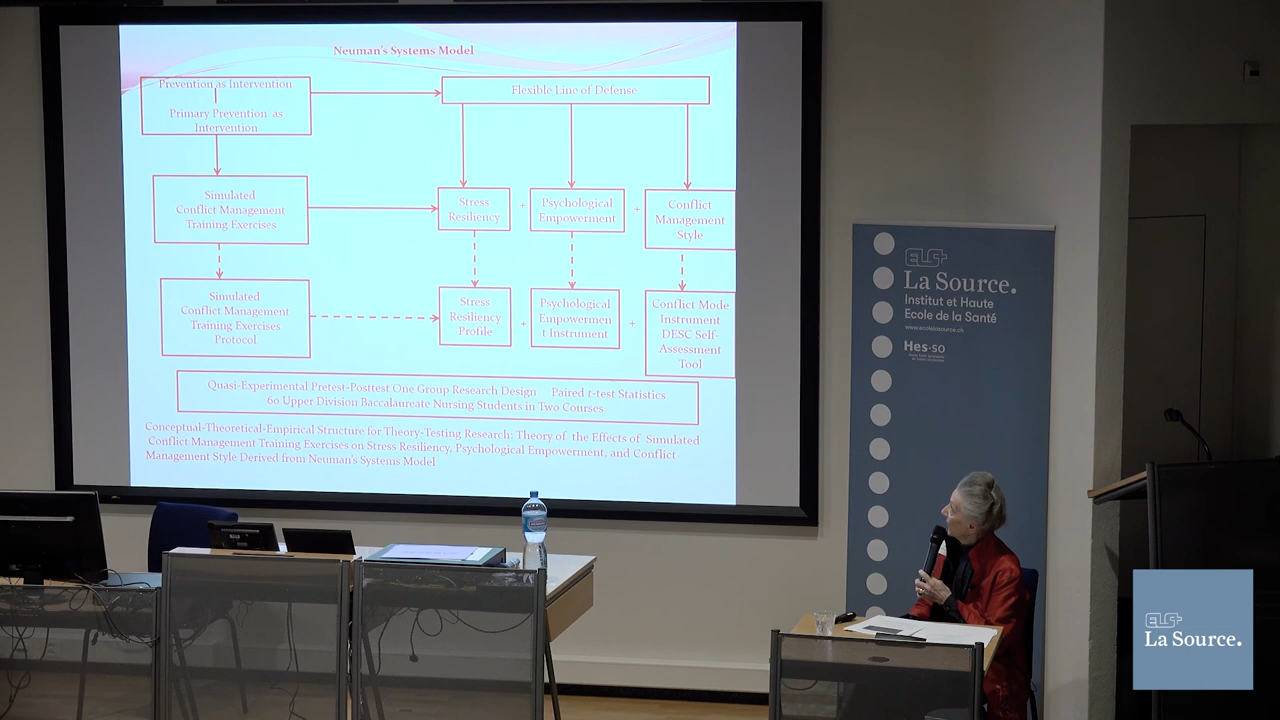 Neuman's Systems Model
Prevention as Intervention
Primary Prevention as
Intervention
Flexible Line of Defense
Simulated
Conflict Management
Training Exercises
Stress
Resiliency
+
Psychological
Empowerment
+
Conflict
Management
Style
Simulated
Conflict Management
Training Exercises
Protocol
Stress
Resiliency
Profile
+
Psychological
Empowermen
t Instrument
+
Conflict Mode
Instrument
DESC Self-
Assessment
Tool
Quasi-Experimental Pretest-Posttest One Group Research Design Paired t-test Statistics
60 Upper Division Baccalaureate Nursing Students in Two Courses
Conceptual-Theoretical-Empirical Structure for Theory-Testing Research: Theory of the Effects of Simulated
Conflict Management Training Exercises on Stress Resiliency, Psychological Empowerment, and Conflict
Management Style Derived from Neuman's Systems Model
ELS+
La Source.
Institut et Haute
Ecole de la Santé
www.ecolelasource.ch
Hes·so
ELS+
La Source.